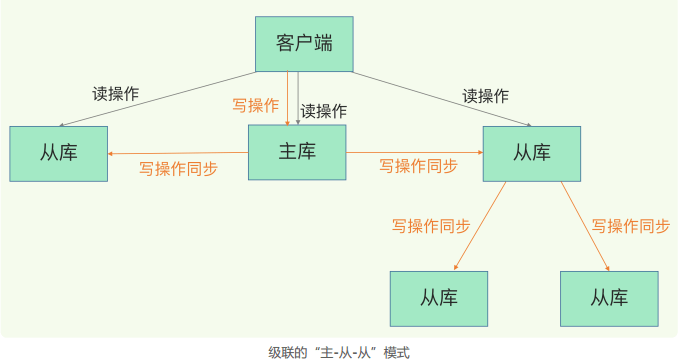 客户端
读操作
写操作
读操作
读操作
从库
主库
从库
写操作同步
写操作同步
写操作同步
写操作同步
从库
从库
级联的“主-从-从”模式